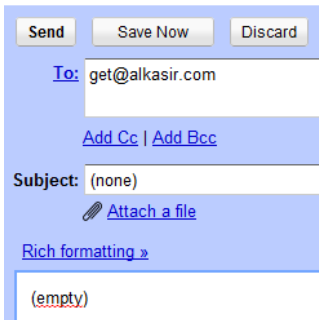 Send Save Now Discard
To: get@alkasir.com
Add Cc | Add Bcc
Subject: (none)
Attach a file
Rich formatting »
(empty)